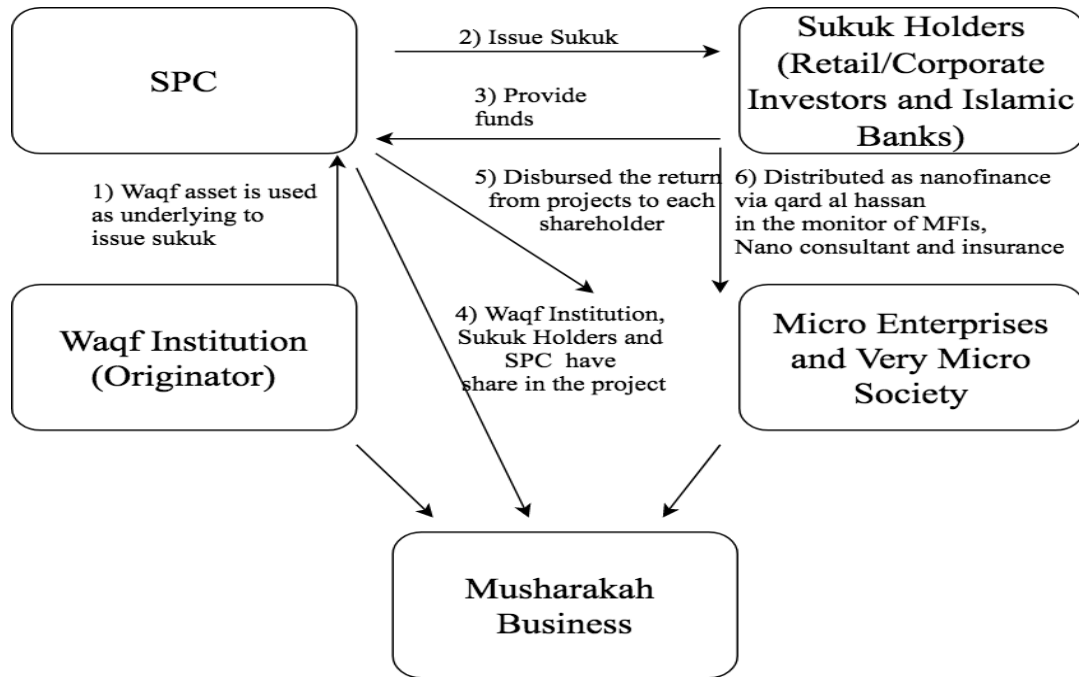 SPC
2) Issue Sukuk
Sukuk Holders
(Retail/Corporate
Investors and Islamic
Banks)
3) Provide
funds
1) Waqf asset is used
as underlying to
issue sukuk
5) Disbursed the return
from projects to each
shareholder
6) Distributed as nanofinance
via qard al hassan
in the monitor of MFIs,
Nano consultant and insurance
Waqf Institution
(Originator)
4) Waqf Institution,
Sukuk Holders and
SPC have
share in the project
Micro Enterprises
and Very Micro
Society
Musharakah
Business